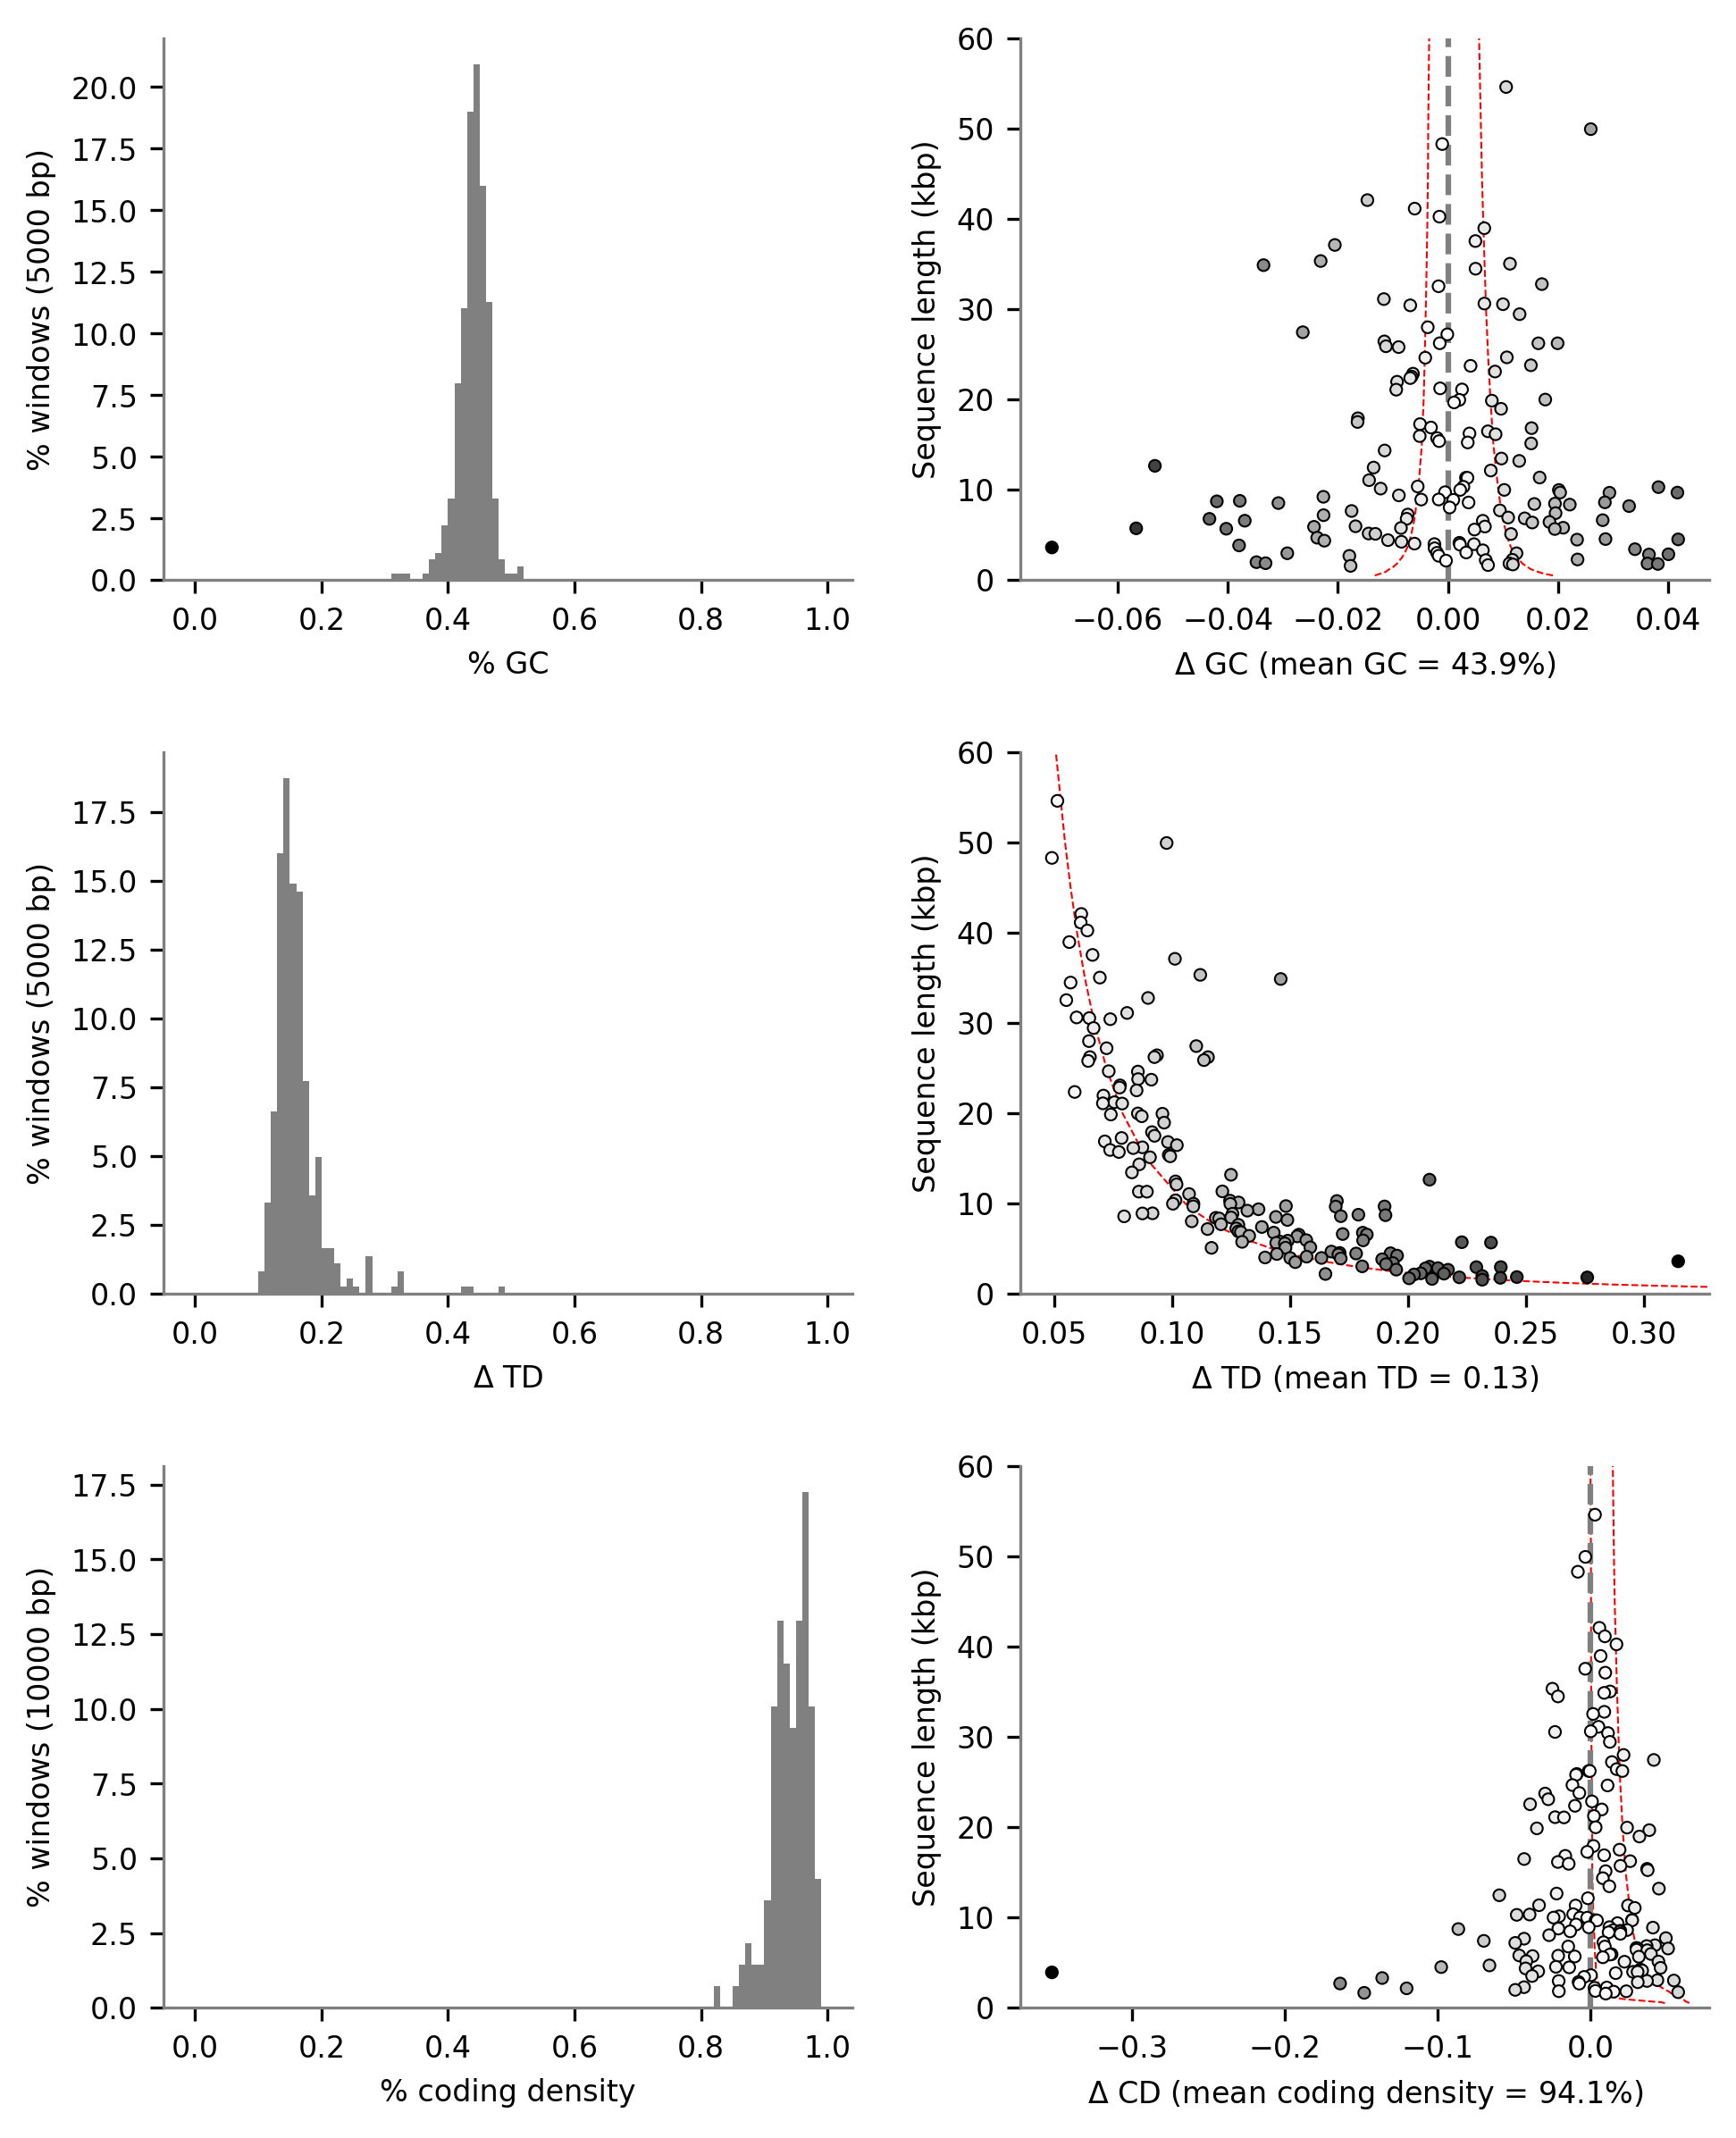 20.0
17.5
15.0
12.5
10.0
7.5
5.0
2.5
0.0
% windows (5000 bp)
0.0 0.2 0.4 0.6 0.8 1.0
% GC
60
50
40
30
20
10
0
Sequence length (kbp)
−0.06 −0.04 −0.02 0.00 0.02 0.04
Δ GC (mean GC = 43.9%)
17.5
15.0
12.5
10.0
7.5
5.0
2.5
0.0
% windows (5000 bp)
0.0 0.2 0.4 0.6 0.8 1.0
Δ TD
60
50
40
30
20
10
0
Sequence length (kbp)
0.05 0.10 0.15 0.20 0.25 0.30
Δ TD (mean TD = 0.13)
17.5
15.0
12.5
10.0
7.5
5.0
2.5
0.0
% windows (10000 bp)
0.0 0.2 0.4 0.6 0.8 1.0
% coding density
60
50
40
30
20
10
0
Sequence length (kbp)
−0.3 −0.2 −0.1 0.0
Δ CD (mean coding density = 94.1%)